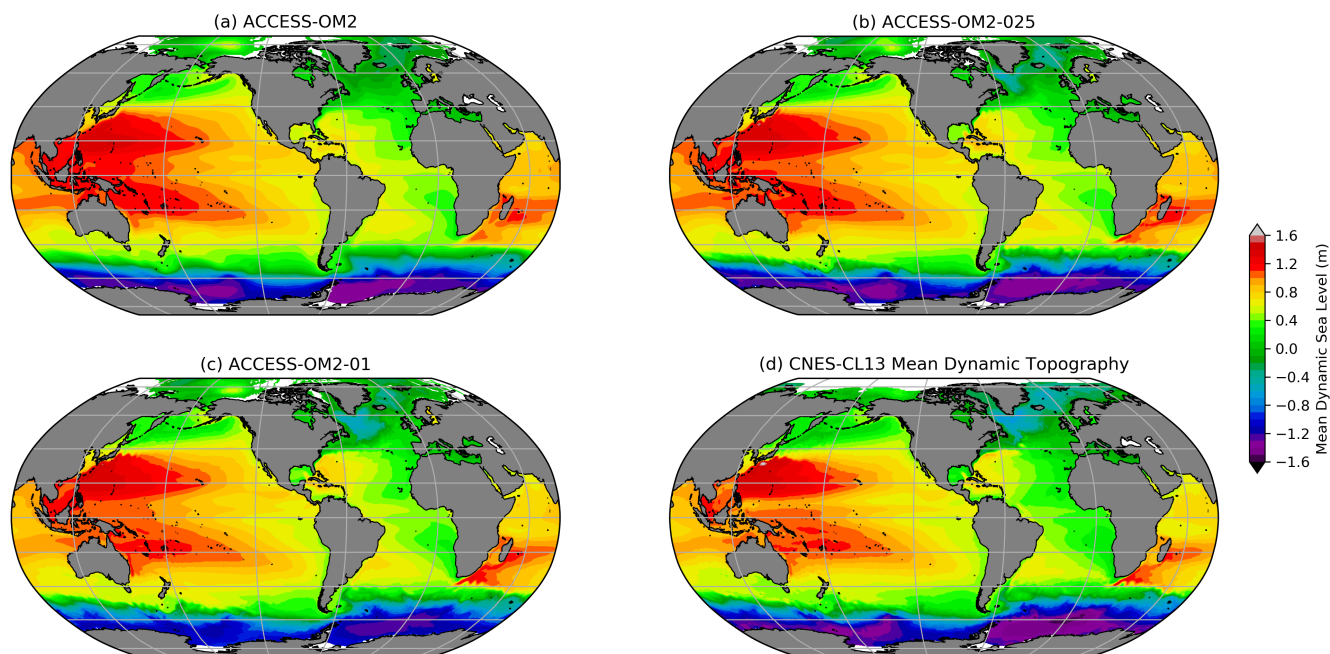 (a) ACCESS-OM2
(b) ACCESS-OM2-025
(c) ACCESS-OM2-01
(d) CNES-CL13 Mean Dynamic Topography
1.6
1.2
0.8
0.4
0.0
−0.4
−0.8
−1.2
−1.6
Mean Dynamic Sea Level (m)